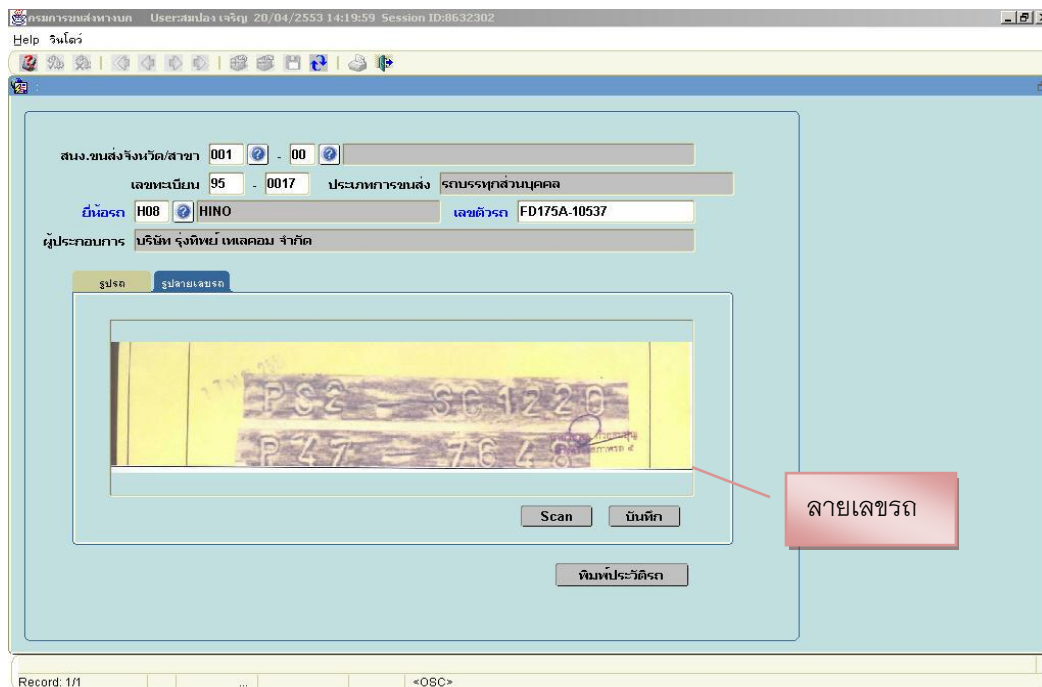 กรมการขนส่งทางบก User:สมปอง เจริญ 20/04/2553 14:19:59 Session ID:8632302
Help วินโดว์
สนง.ขนส่งจังหวัด/สาขา 001 - 00
เลขทะเบียน 95 - 0017 ประเภทการขนส่ง รถบรรทุกส่วนบุคคล
ยี่ห้อรถ H08 HINO เลขตัวรถ FD175A-10537
ผู้ประกอบการ บริษัท รุ่งทิพย์ เทเลคอม จำกัด
รูปรถ รูปลายเลขรถ
PS2 - SC1220
P47 - 7648
ลายเลขรถ
Scan บันทึก
พิมพ์ประวัติรถ
Record: 1/1 ... <OSC>